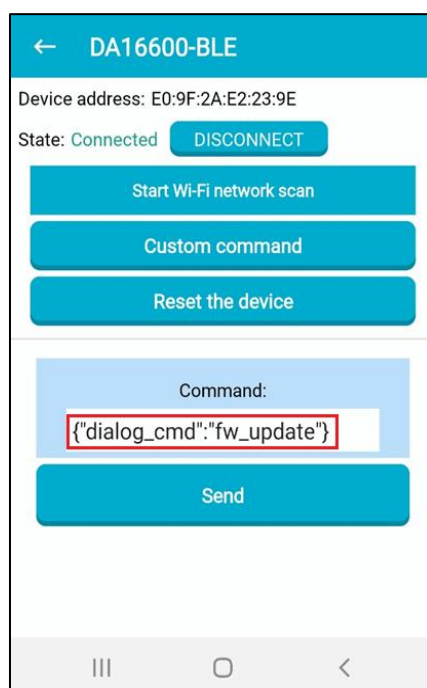 DA16600-BLE
Device address: E0:9F:2A:E2:23:9E
State: Connected DISCONNECT
Start Wi-Fi network scan
Custom command
Reset the device
Command:
{"dialog_cmd":"fw_update"}
Send